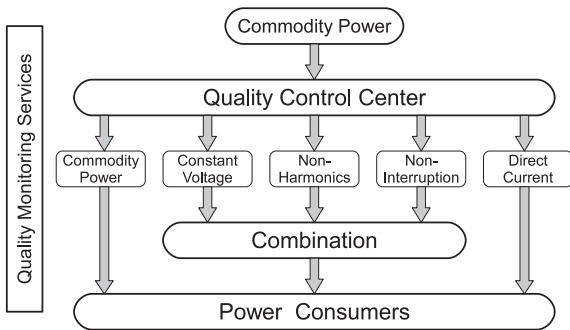 Commodity Power
Quality Control Center
Quality Monitoring Services
Commodity
Power
Constant
Voltage
Non-
Harmonics
Non-
Interruption
Direct
Current
Combination
Power Consumers